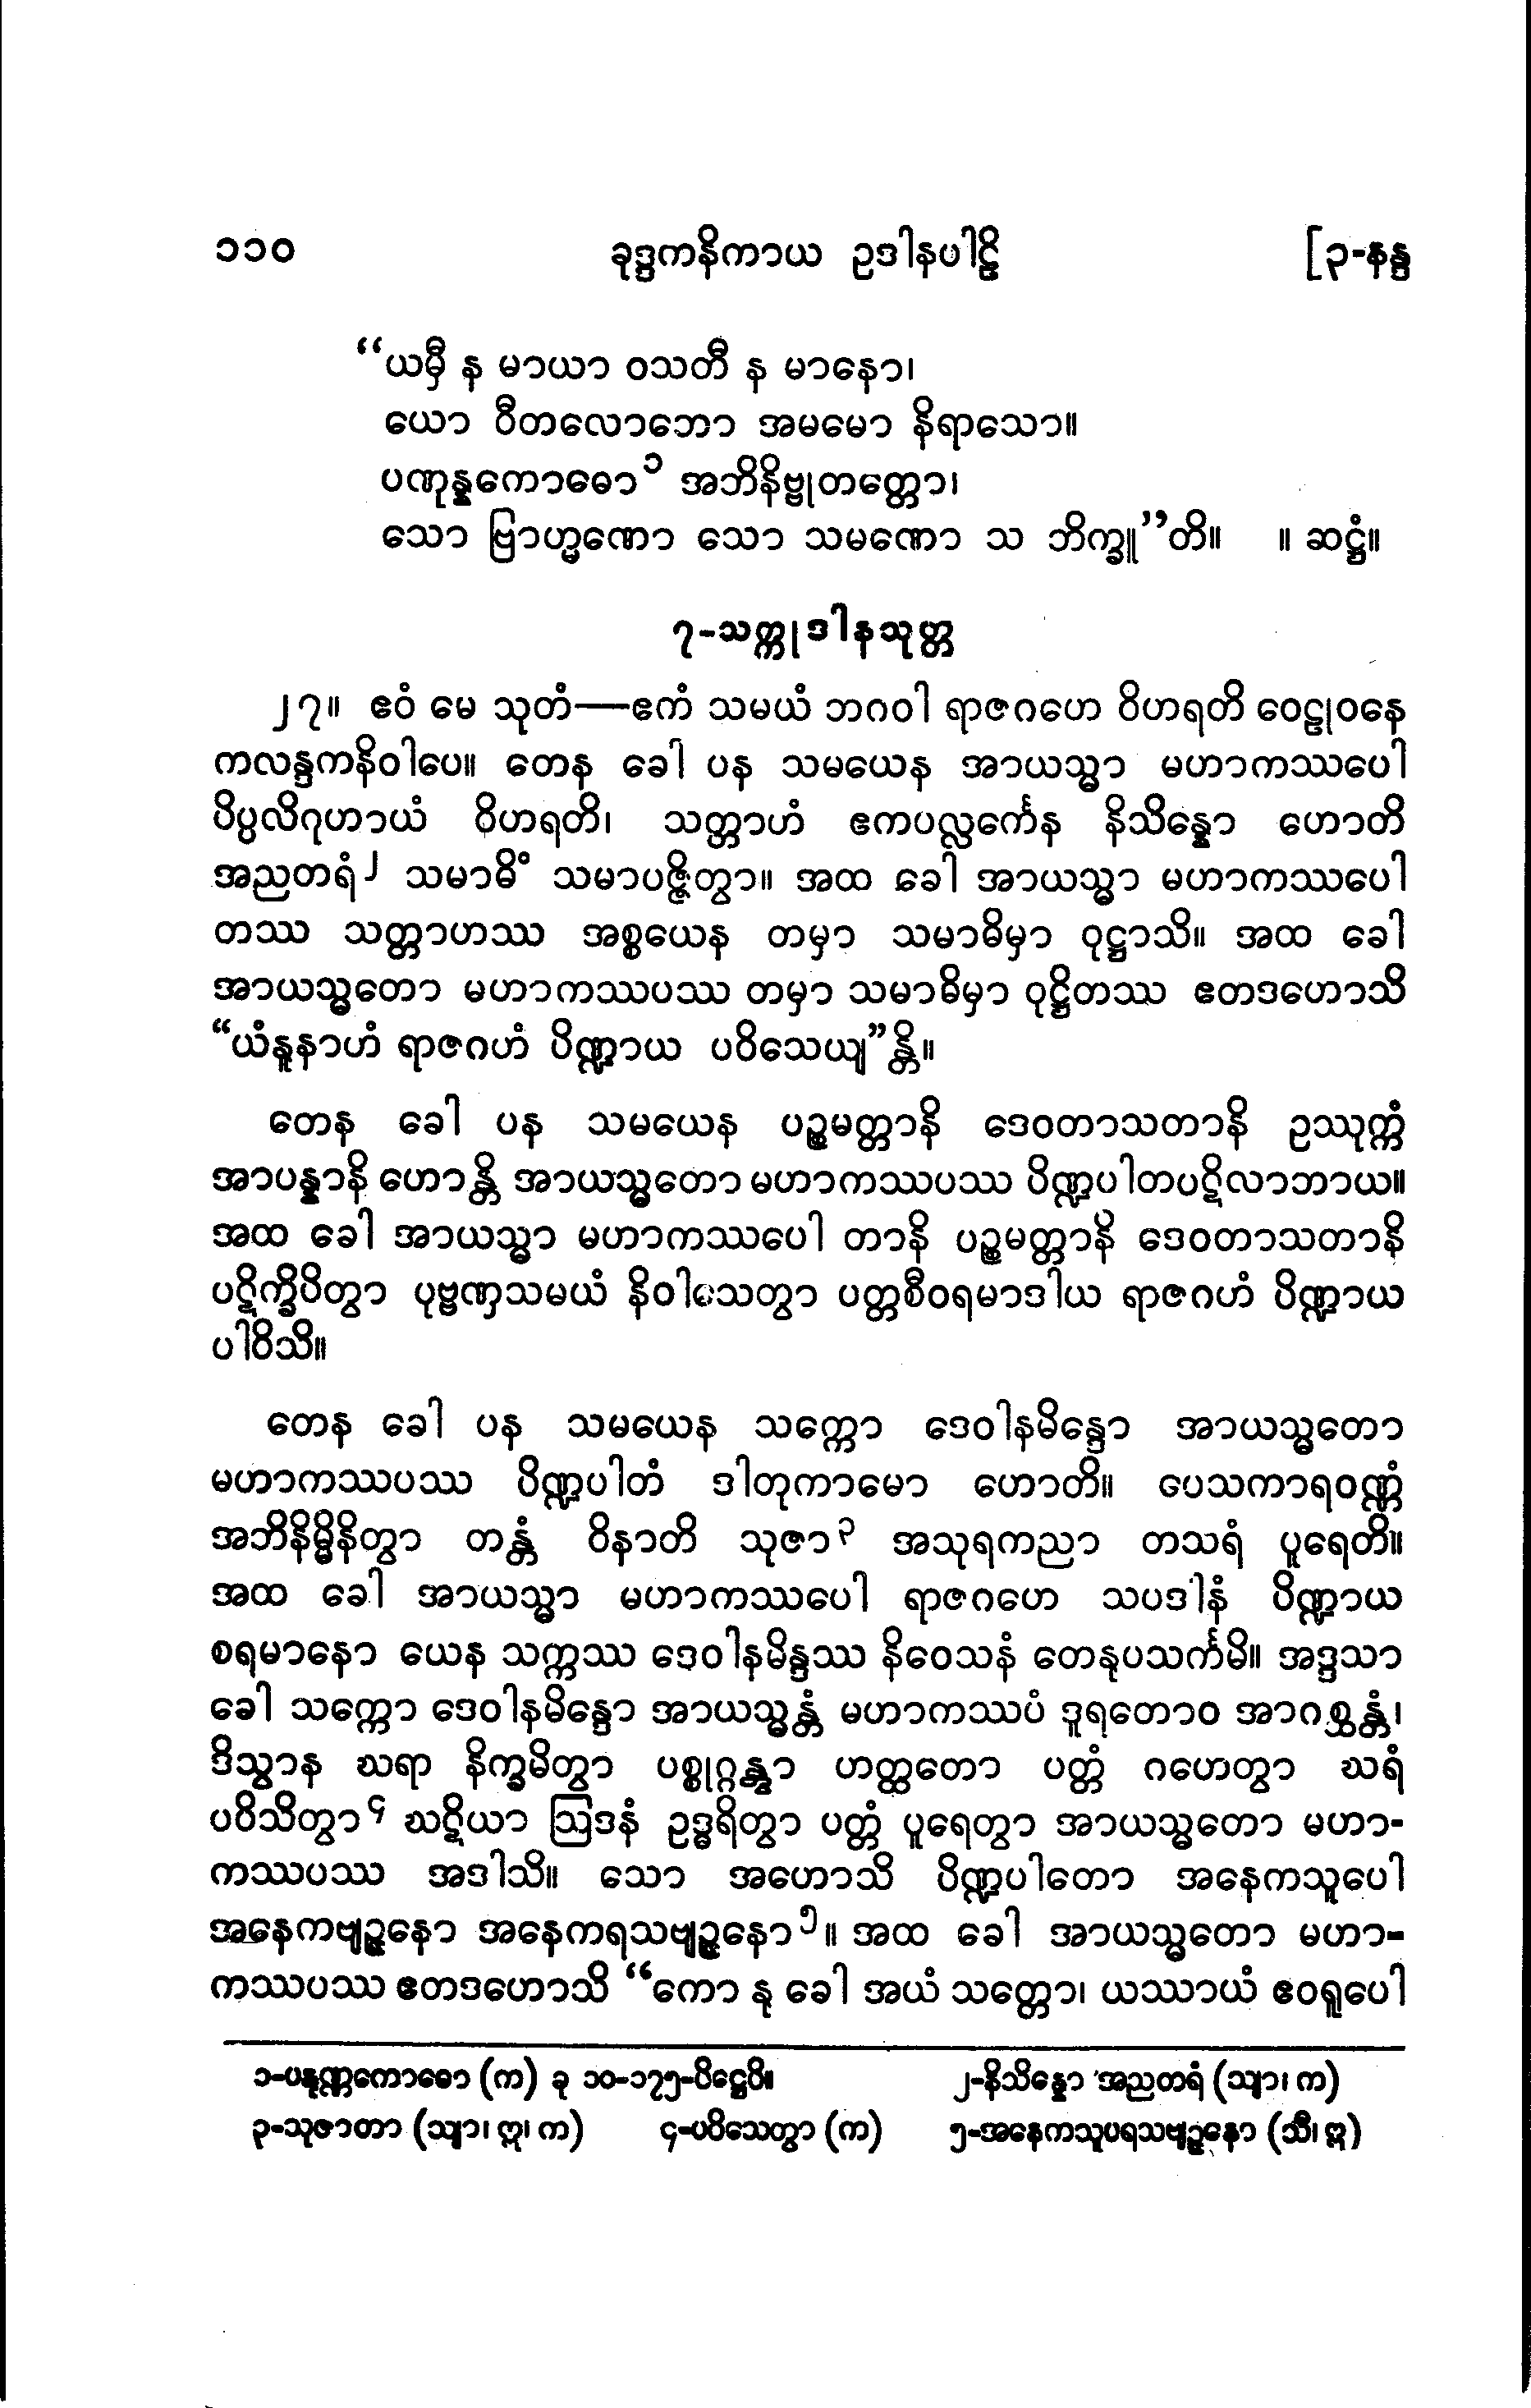 ၁၁၀ ခုဒ္ဒကနိကာယ ဥဒါနပါဠိ [၃-နန္ဒ
“ယမှီ န မာယာ ဝသတီ န မာနော၊
ယော ဝီတလောဘော အမမော နိရာသော။
ပဏုန္နကောဓော၁ အဘိနိဗ္ဗုတတ္တော၊
သော ဗြာဟ္မဏော သော သမဏော သ ဘိက္ခူ”တိ။ ။ ဆဋ္ဌံ။
၇-သက္ကုဒါနသုတ္တ
၂၇။ ဧဝံ မေ သုတံ—ဧကံ သမယံ ဘဂဝါ ရာဇဂဟေ ဝိဟရတိ ဝေဠုဝနေ
ကလန္ဒကနိဝါပေ။ တေန ခေါ ပန သမယေန အာယသ္မာ မဟာကဿပေါ
ပိပ္ပလိဂုဟာယံ ဝိဟရတိ၊ သတ္တာဟံ ဧကပလ္လင်္ကေန နိသိန္နော ဟောတိ
အညတရံ၂ သမာဓိံ သမာပဇ္ဇိတွာ။ အထ ခေါ အာယသ္မာ မဟာကဿပေါ
တဿ သတ္တာဟဿ အစ္စယေန တမှာ သမာဓိမှာ ဝုဋ္ဌာသိ။ အထ ခေါ
အာယသ္မတော မဟာကဿပဿ တမှာ သမာဓိမှာ ဝုဋ္ဌိတဿ ဧတဒဟောသိ
“ယံနူနာဟံ ရာဇဂဟံ ပိဏ္ဍာယ ပဝိသေယျ”န္တိ။
တေန ခေါ ပန သမယေန ပဉ္စမတ္တာနိ ဒေဝတာသတာနိ ဥဿုက္ကံ
အာပန္နာနိ ဟောန္တိ အာယသ္မတော မဟာကဿပဿ ပိဏ္ဍပါတပဋိလာဘာယ။
အထ ခေါ အာယသ္မာ မဟာကဿပေါ တာနိ ပဉ္စမတ္တာနိ ဒေဝတာသတာနိ
ပဋိက္ခိပိတွာ ပုဗ္ဗဏှသမယံ နိဝါသေတွာ ပတ္တစီဝရမာဒါယ ရာဇဂဟံ ပိဏ္ဍာယ
ပါဝိသိ။
တေန ခေါ ပန သမယေန သက္ကော ဒေဝါနမိန္ဒော အာယသ္မတော
မဟာကဿပဿ ပိဏ္ဍပါတံ ဒါတုကာမော ဟောတိ။ ပေသကာရဝဏ္ဏံ
အဘိနိမ္မိနိတွာ တန္တံ ဝိနာတိ သုဇာ၃ အသုရကညာ တသရံ ပူရေတိ။
အထ ခေါ အာယသ္မာ မဟာကဿပေါ ရာဇဂဟေ သပဒါနံ ပိဏ္ဍာယ
စရမာနော ယေန သက္ကဿ ဒေဝါနမိန္ဒဿ နိဝေသနံ တေနုပသင်္ကမိ။ အဒ္ဒသာ
ခေါ သက္ကော ဒေဝါနမိန္ဒော အာယသ္မန္တံ မဟာကဿပံ ဒူရတောဝ အာဂစ္ဆန္တံ၊
ဒိသွာန ဃရာ နိက္ခမိတွာ ပစ္စုဂ္ဂန္တွာ ဟတ္ထတော ပတ္တံ ဂဟေတွာ ဃရံ
ပဝိသိတွာ၄ ဃဋိယာ ဩဒနံ ဥဒ္ဓရိတွာ ပတ္တံ ပူရေတွာ အာယသ္မတော မဟာ-
ကဿပဿ အဒါသိ။ သော အဟောသိ ပိဏ္ဍပါတော အနေကသူပေါ
အနေကဗျဉ္ဇနော အနေကရသဗျဉ္ဇနော၅။ အထ ခေါ အာယသ္မတော မဟာ-
ကဿပဿ ဧတဒဟောသိ “ကော နု ခေါ အယံ သတ္တော၊ ယဿာယံ ဧဝရူပေါ
၁-ပနုဏ္ဏကောဓော (က) ခု ၁၀-၁၇၅-ပိဋ္ဌေပိ။ ၂-နိသိန္နော အညတရံ (သျာ၊ က)
၃-သုဇာတာ (သျာ၊ ဣ၊ က) ၄-ပဝိသေတွာ (က) ၅-အနေကသူပရသဗျဉ္ဇနော (သီ၊ ဣ)